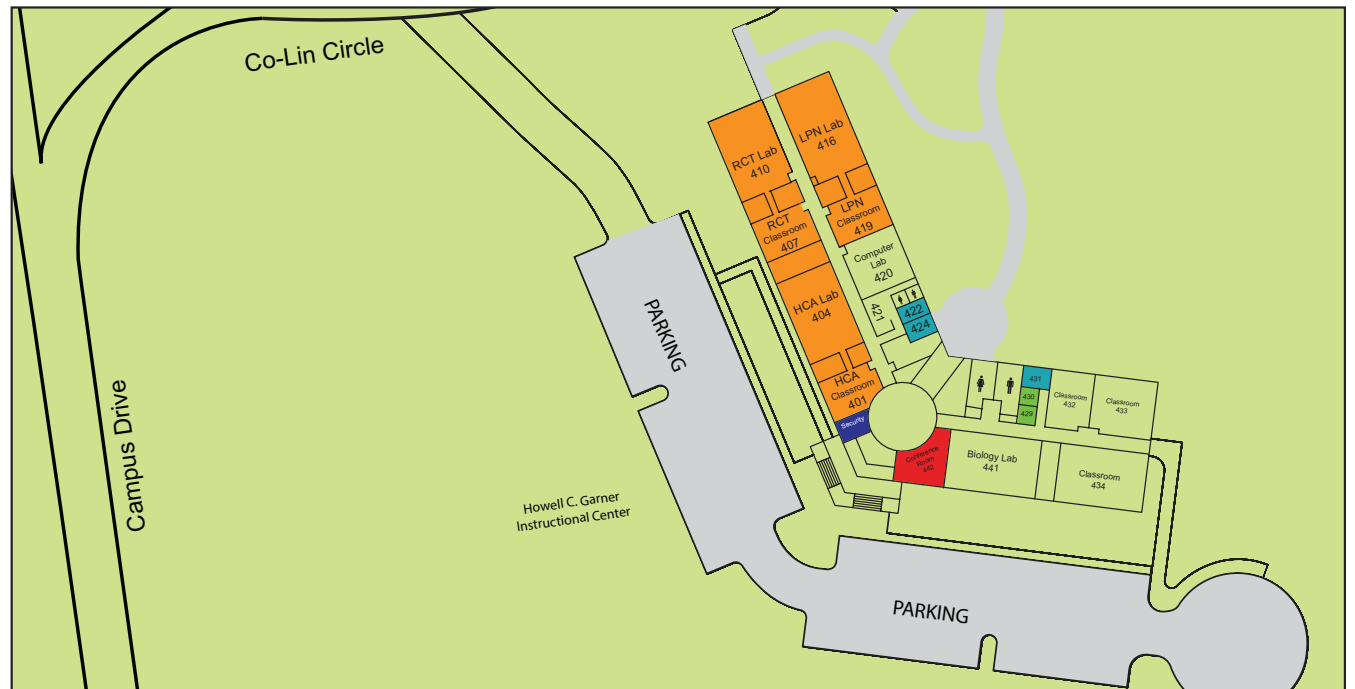 Co-Lin Circle
Campus Drive
PARKING
Howell C. Garner
Instructional Center
RCT Lab
410
LPN Lab
416
RCT
Classroom
407
LPN
Classroom
419
Computer
Lab
420
HCA Lab
404
421
422
424
HCA
Classroom
401
Security
Conference
Room
442
431
430
429
Classroom
432
Classroom
433
Biology Lab
441
Classroom
434
PARKING